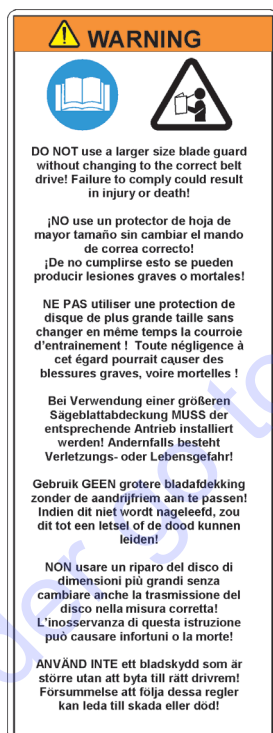 WARNING
DO NOT use a larger size blade guard
without changing to the correct belt
drive! Failure to comply could result
in injury or death!
¡NO use un protector de hoja de
mayor tamaño sin cambiar el mando
de correa correcto!
¡De no cumplirse esto se pueden
producir lesiones graves o mortales!
NE PAS utiliser une protection de
disque de plus grande taille sans
changer en même temps la courroie
d'entrainement ! Toute négligence à
cet égard pourrait causer des
blessures graves, voire mortelles !
Bei Verwendung einer größeren
Sägeblattabdeckung MUSS der
entsprechende Antrieb installiert
werden! Andernfalls besteht
Verletzungs- oder Lebensgefahr!
Gebruik GEEN grotere bladafdekking
zonder de aandrijfriem aan te passen!
Indien dit niet wordt nageleefd, zou
dit tot een letsel of de dood kunnen
leiden!
NON usare un riparo del disco di
dimensioni più grandi senza
cambiare anche la trasmissione del
disco nella misura corretta!
L'inosservanza di questa istruzione
può causare infortuni o la morte!
ANVÄND INTE ett bladskydd som är
större utan att byta till rätt drivrem!
Försummelse att följa dessa regler
kan leda till skada eller död!